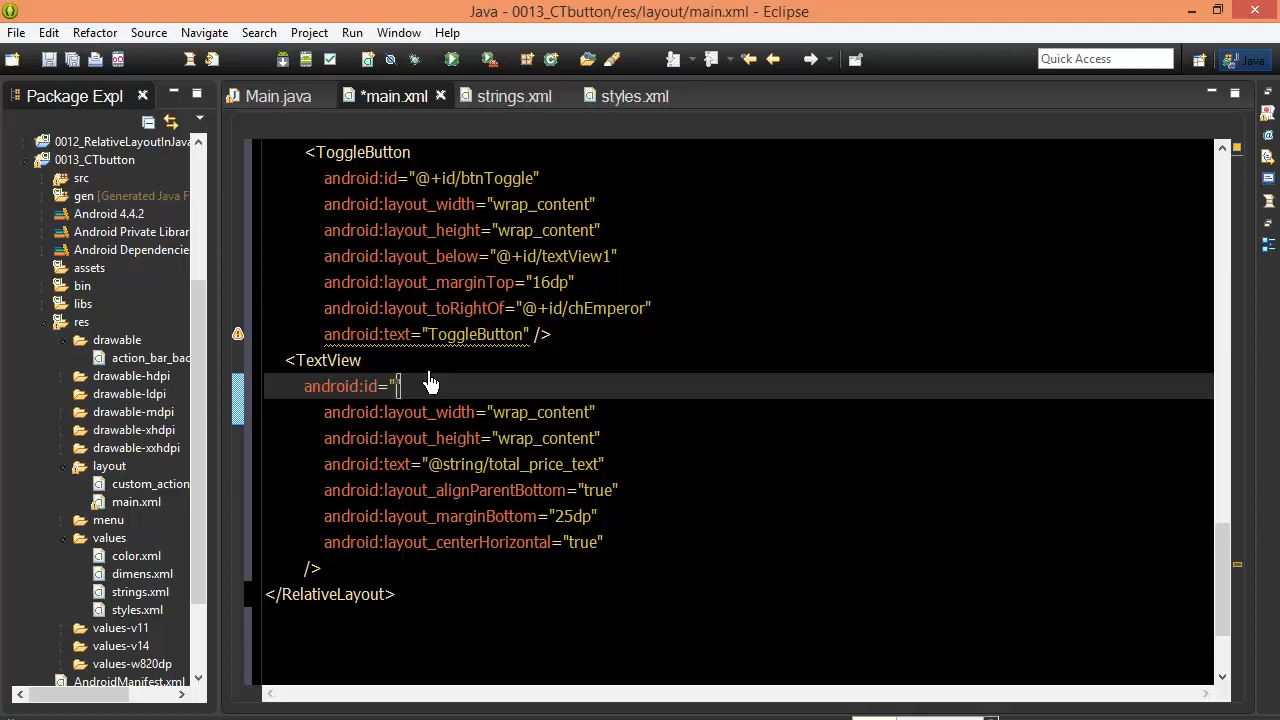 Java - 0013_CTbutton/res/layout/main.xml - Eclipse
File Edit Refactor Source Navigate Search Project Run Window Help
Quick Access
Java
Package Expl
Main.java
*main.xml
strings.xml
styles.xml
0012_RelativeLayoutInJava
0013_CTbutton
src
gen [Generated Java F
Android 4.4.2
Android Private Librar
Android Dependencie
assets
bin
libs
res
drawable
action_bar_bac
drawable-hdpi
drawable-ldpi
drawable-mdpi
drawable-xhdpi
drawable-xxhdpi
layout
custom_action
main.xml
menu
values
color.xml
dimens.xml
strings.xml
styles.xml
values-v11
values-v14
values-w820dp
AndroidManifest.xml
<ToggleButton
android:id="@+id/btnToggle"
android:layout_width="wrap_content"
android:layout_height="wrap_content"
android:layout_below="@+id/textView1"
android:layout_marginTop="16dp"
android:layout_toRightOf="@+id/chEmperor"
android:text="ToggleButton" />
<TextView
android:id=""
android:layout_width="wrap_content"
android:layout_height="wrap_content"
android:text="@string/total_price_text"
android:layout_alignParentBottom="true"
android:layout_marginBottom="25dp"
android:layout_centerHorizontal="true"
/>
</RelativeLayout>